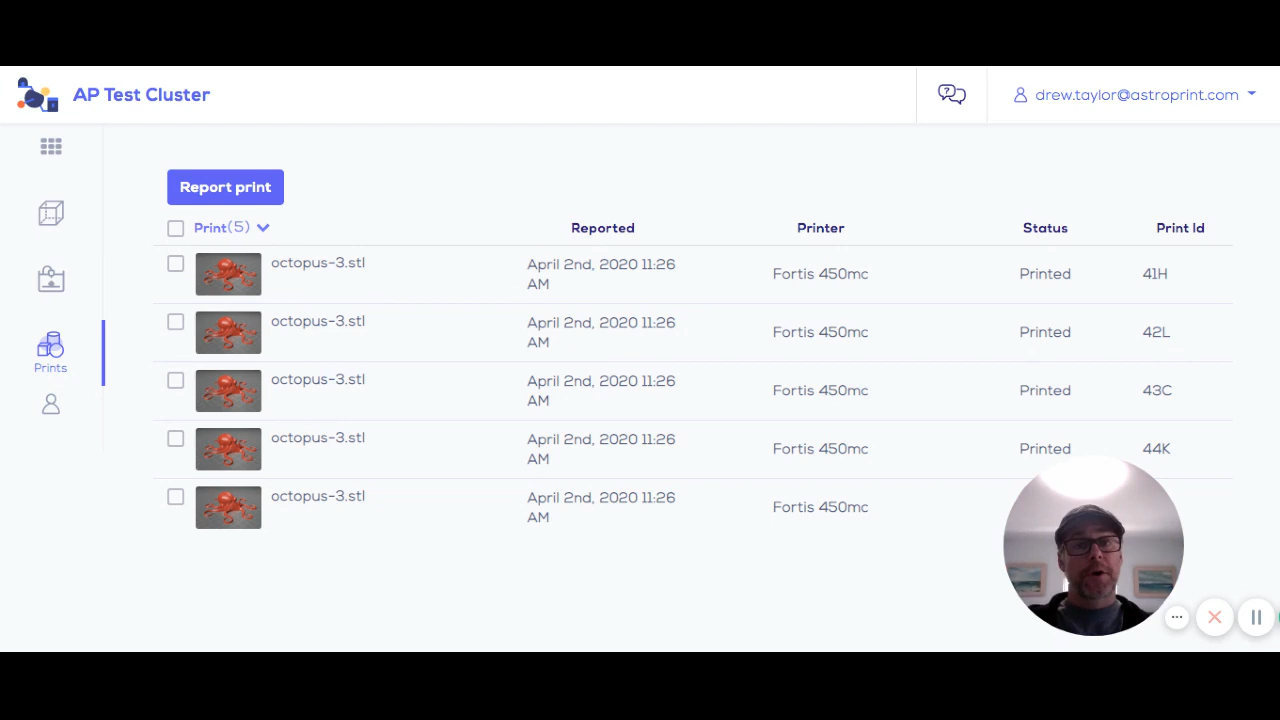 AP Test Cluster
drew.taylor@astroprint.com
Report print
Print(5) Reported Printer Status Print Id
octopus-3.stl April 2nd, 2020 11:26 Fortis 450mc Printed 41H
AM
octopus-3.stl April 2nd, 2020 11:26 Fortis 450mc Printed 42L
AM
Prints
octopus-3.stl April 2nd, 2020 11:26 Fortis 450mc Printed 43C
AM
octopus-3.stl April 2nd, 2020 11:26 Fortis 450mc Printed 44K
AM
octopus-3.stl April 2nd, 2020 11:26 Fortis 450mc
AM